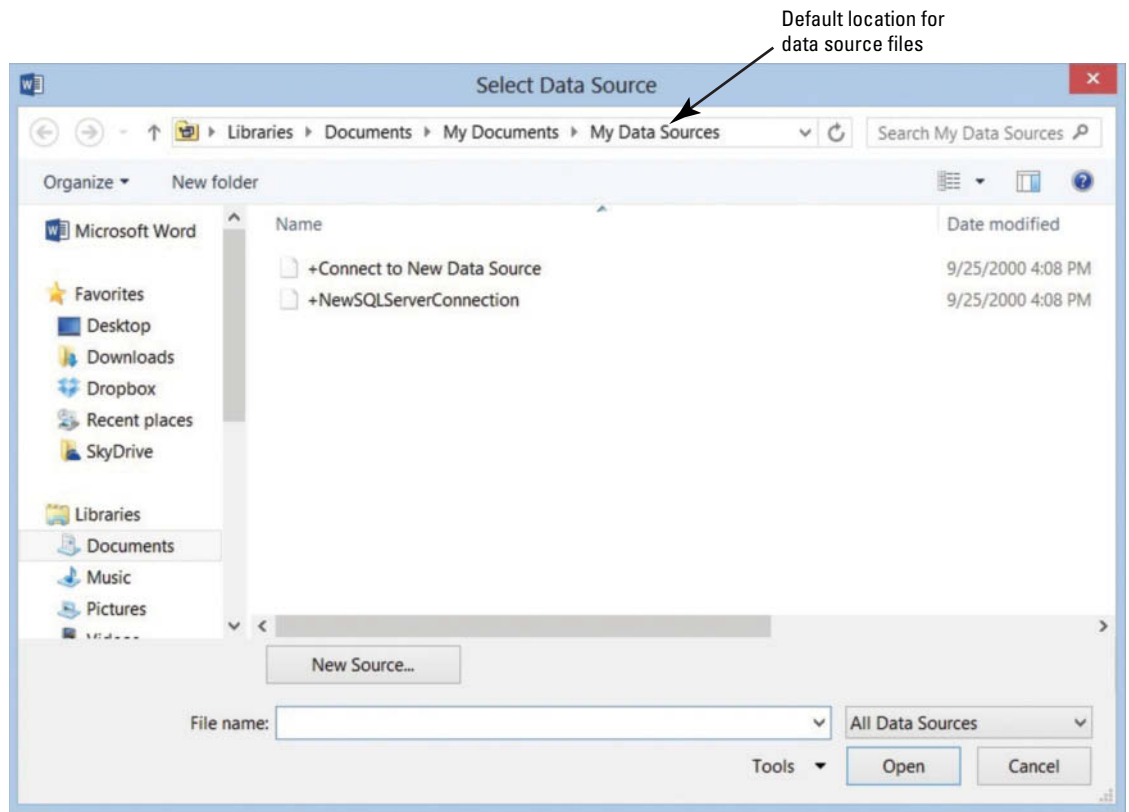 Default location for
data source files
Select Data Source
Libraries Documents My Documents My Data Sources
Search My Data Sources
Organize New folder
Microsoft Word
Favorites
Desktop
Downloads
Dropbox
Recent places
SkyDrive
Libraries
Documents
Music
Pictures
Name Date modified
+Connect to New Data Source 9/25/2000 4:08 PM
+NewSQLServerConnection 9/25/2000 4:08 PM
New Source...
File name:
All Data Sources
Tools Open Cancel